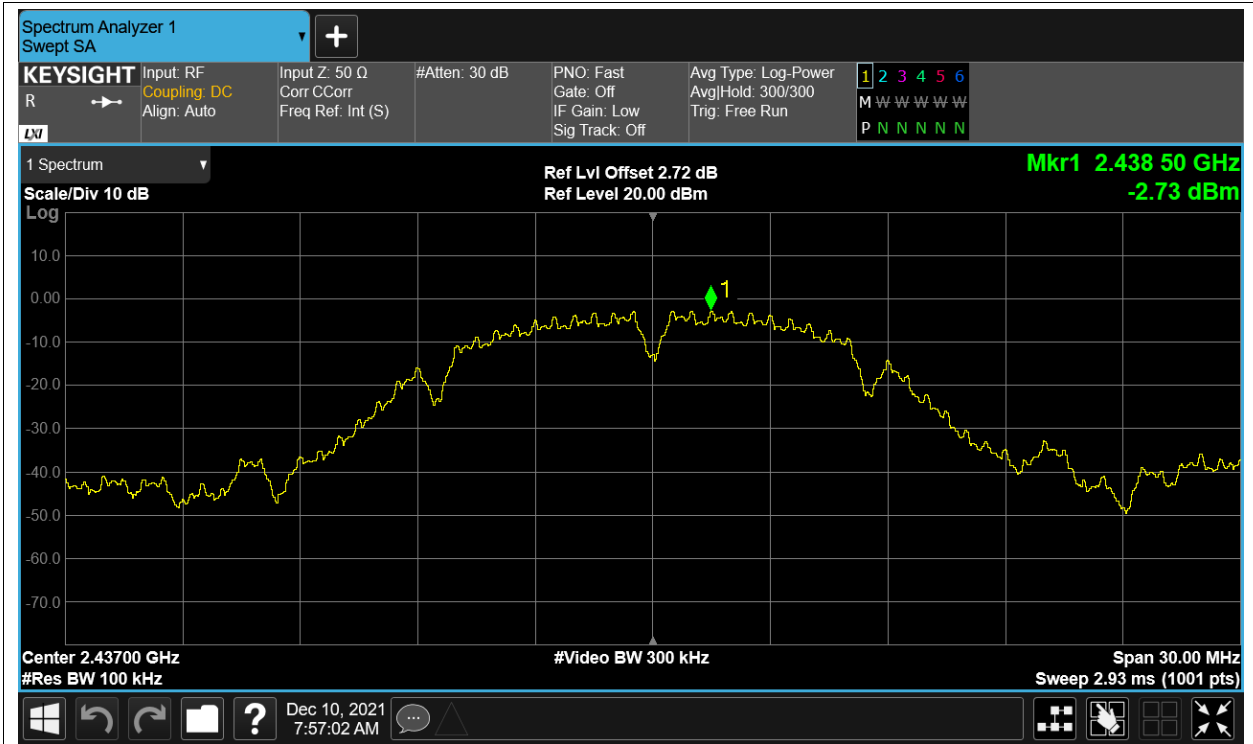 Spectrum Analyzer 1
Swept SA
KEYSIGHT
R
LXI
Input: RF
Coupling: DC
Align: Auto
Input Z: 50 Ω
Corr CCorr
Freq Ref: Int (S)
#Atten: 30 dB
PNO: Fast
Gate: Off
IF Gain: Low
Sig Track: Off
Avg Type: Log-Power
Avg|Hold: 300/300
Trig: Free Run
1 2 3 4 5 6
M W W W W W
P N N N N N
1 Spectrum
Scale/Div 10 dB
Log
Ref Lvl Offset 2.72 dB
Ref Level 20.00 dBm
Mkr1 2.438 50 GHz
-2.73 dBm
10.0
0.00
-10.0
-20.0
-30.0
-40.0
-50.0
-60.0
-70.0
1
Center 2.43700 GHz
#Res BW 100 kHz
#Video BW 300 kHz
Span 30.00 MHz
Sweep 2.93 ms (1001 pts)
?
Dec 10, 2021
7:57:02 AM